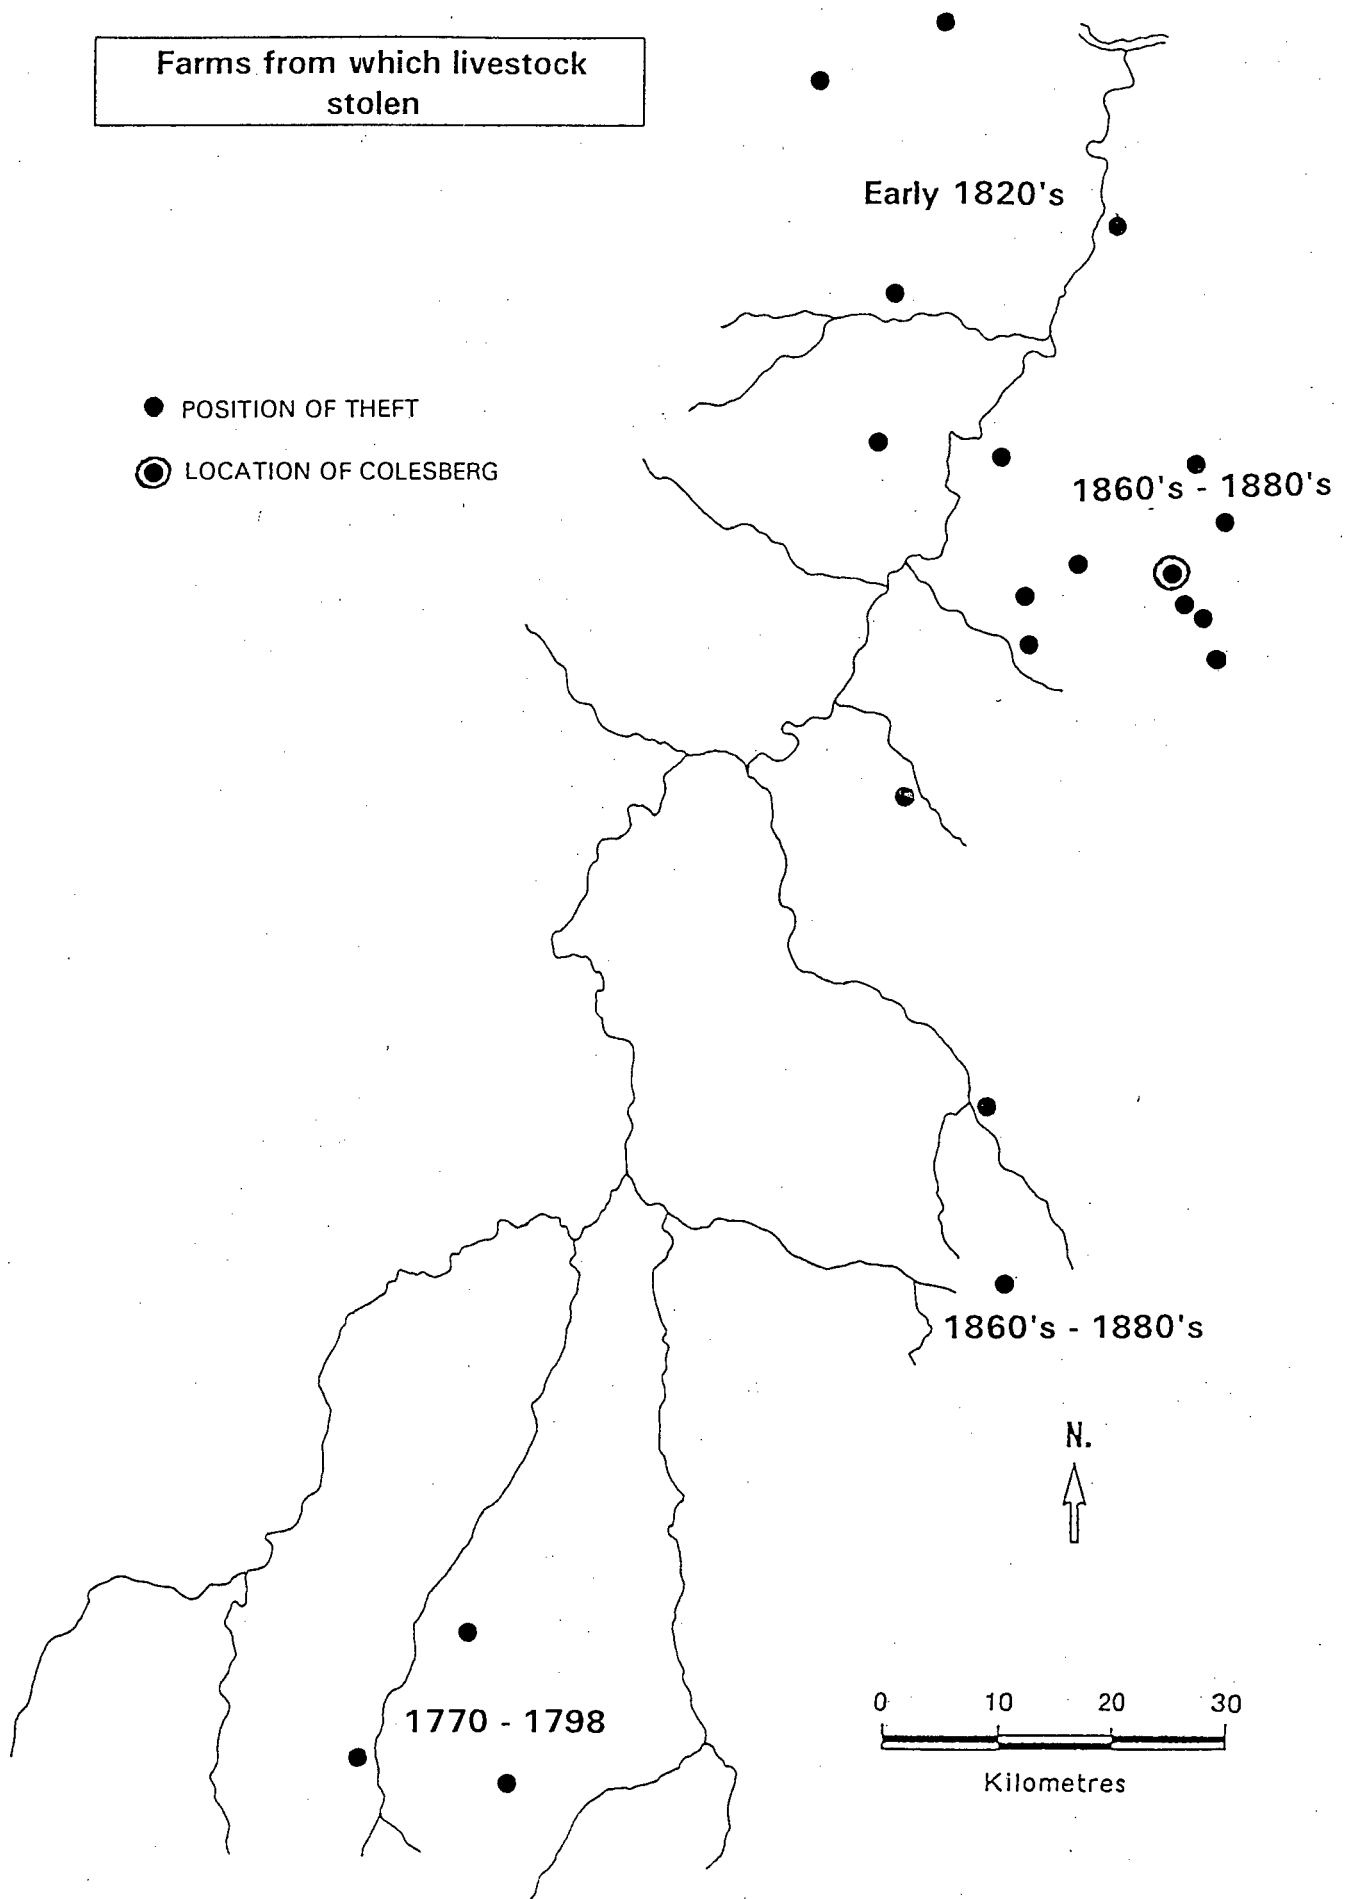 Farms from which livestock
stolen
Early 1820's
POSITION OF THEFT
LOCATION OF COLESBERG
1860's - 1880's
1860's - 1880's
N.
1770 - 1798
0 10 20 30
Kilometres